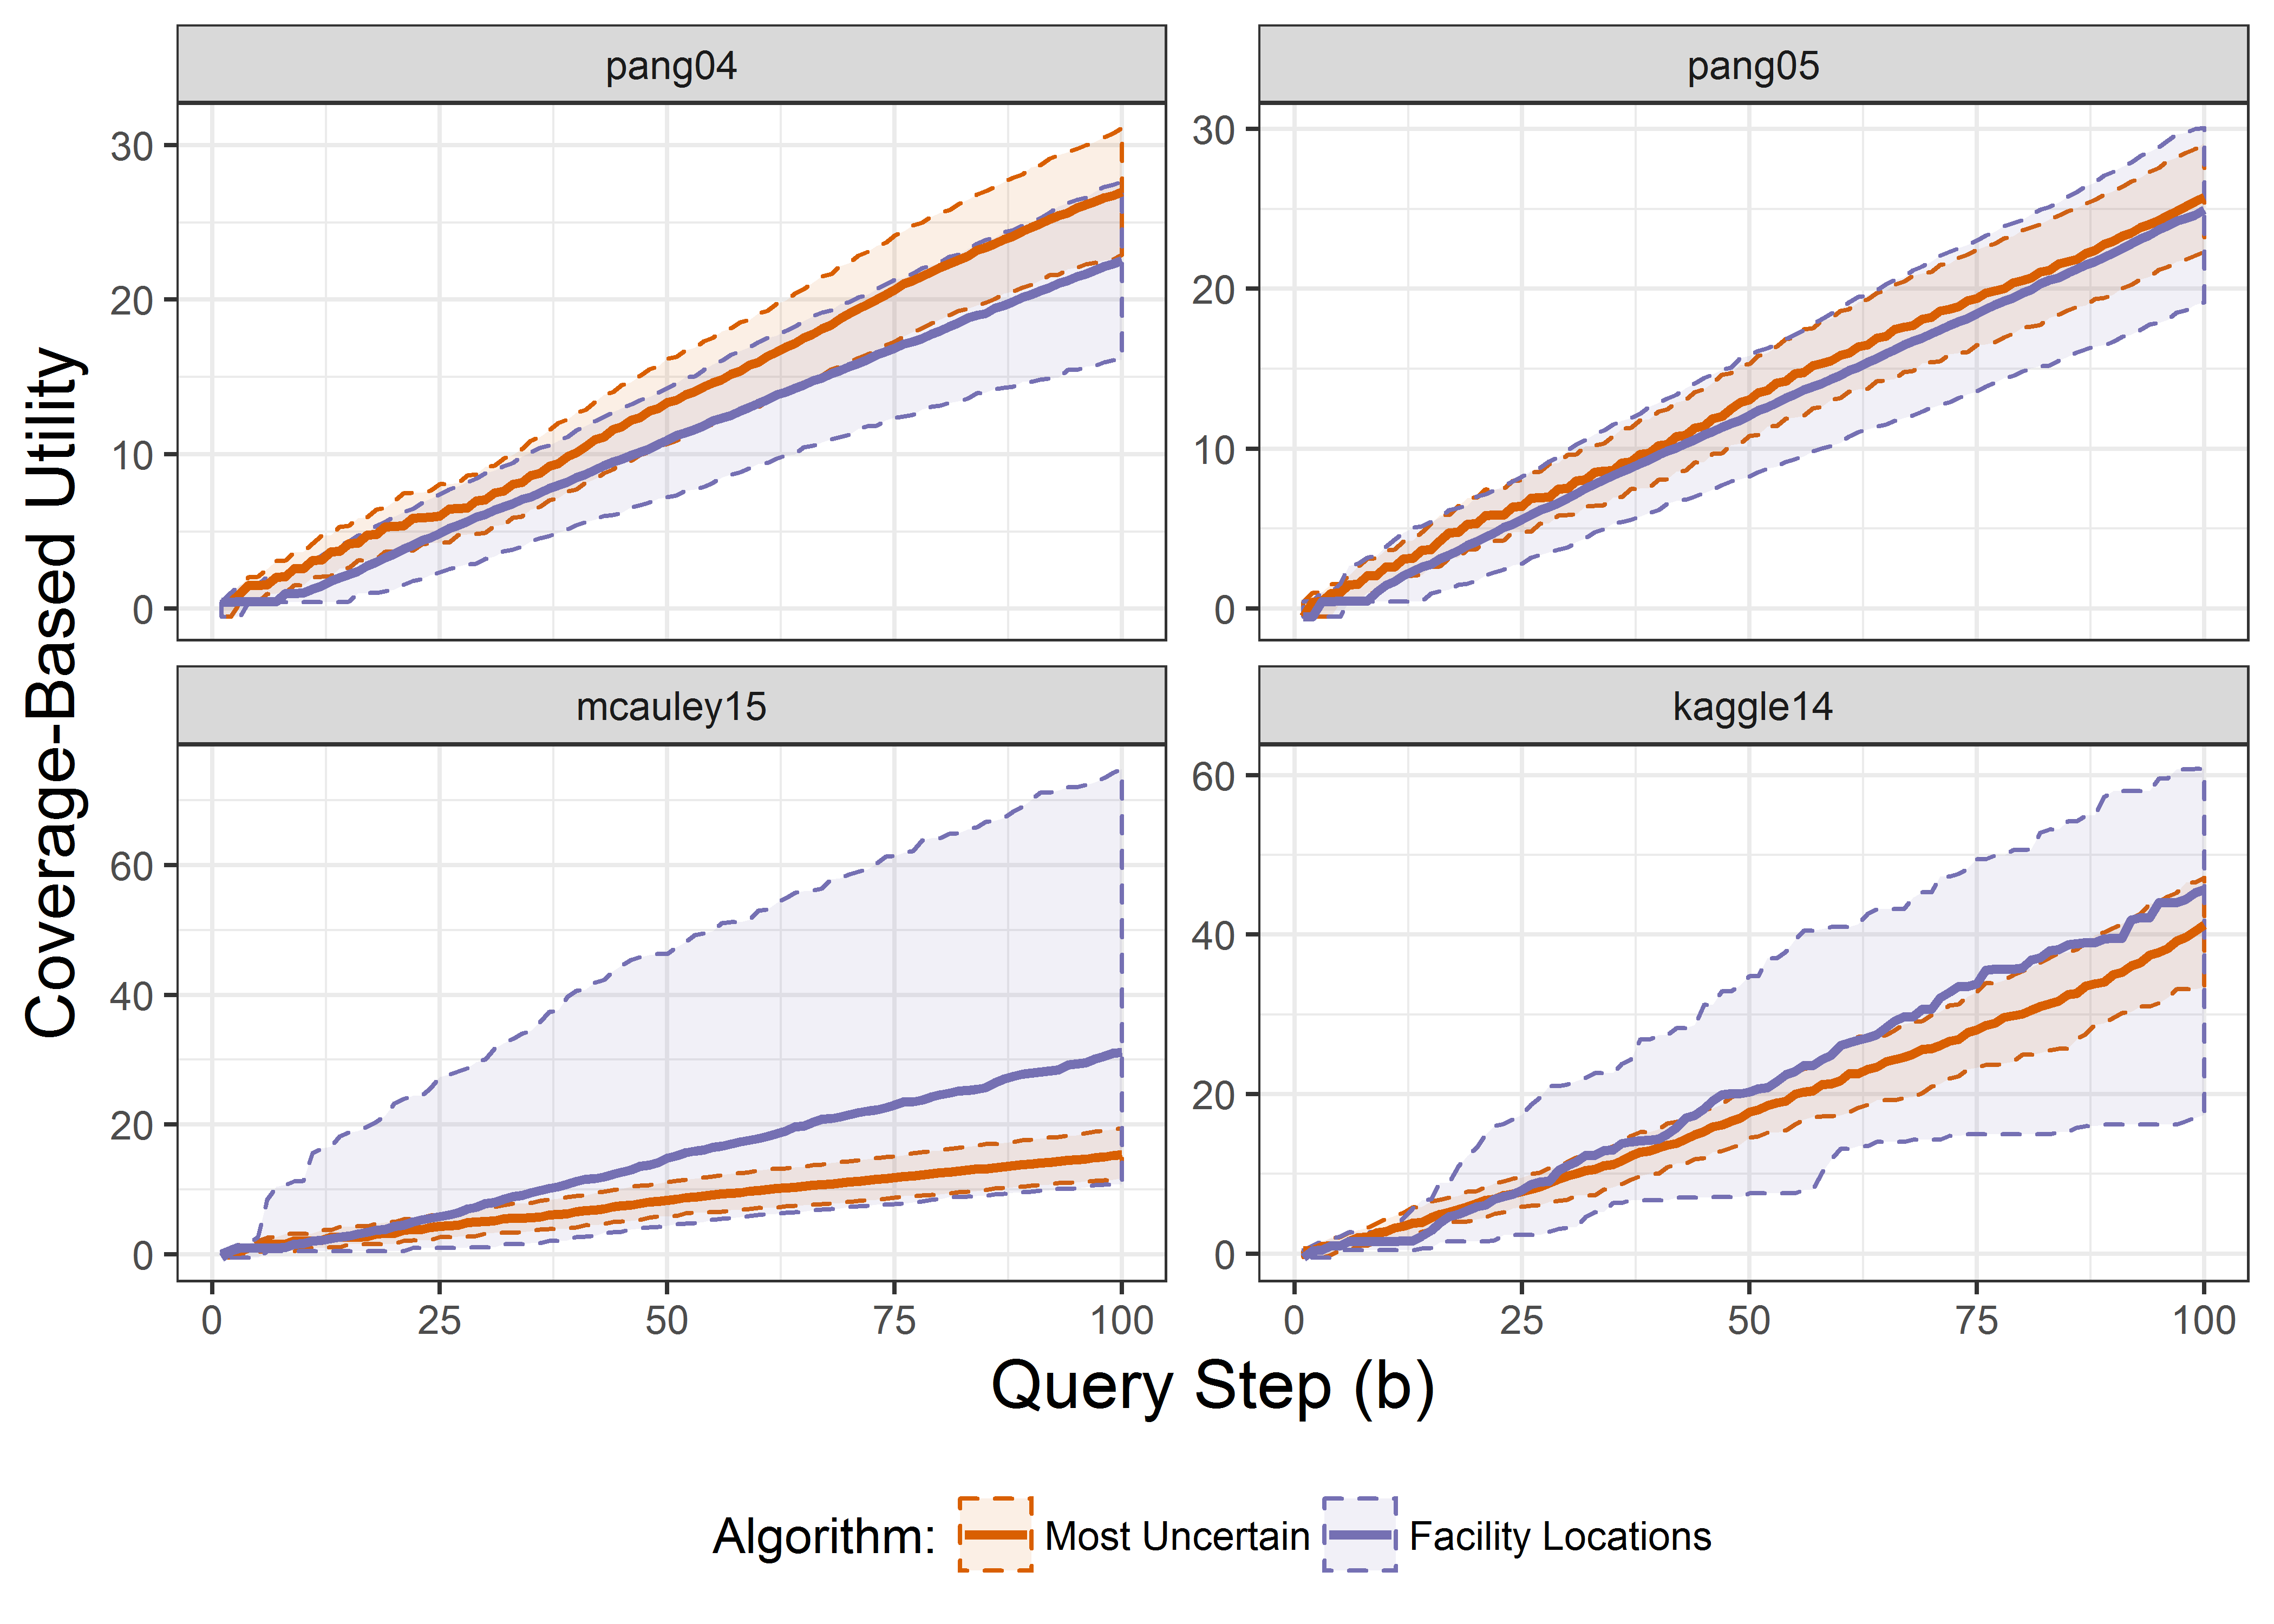 pang04
pang05
30
20
10
0
30
20
10
0
mcauley15
kaggle14
60
40
20
0
60
40
20
0
0 25 50 75 100
0 25 50 75 100
Coverage-Based Utility
Query Step (b)
Algorithm: Most Uncertain Facility Locations